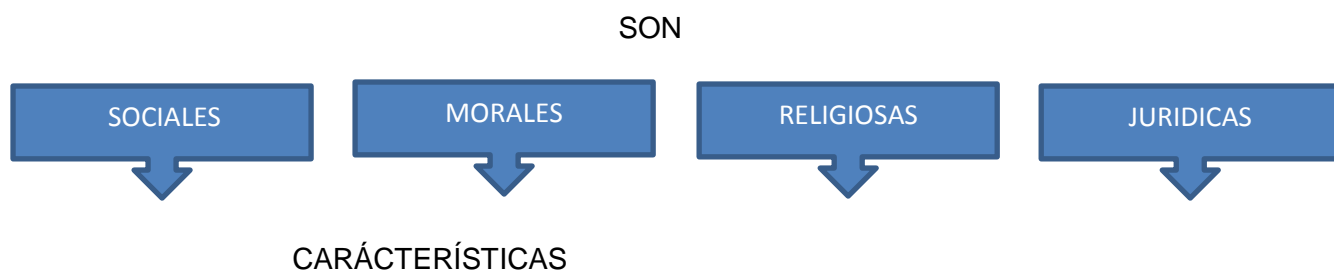 SON
SOCIALES
MORALES
RELIGIOSAS
JURIDICAS
CARÁCTERÍSTICAS